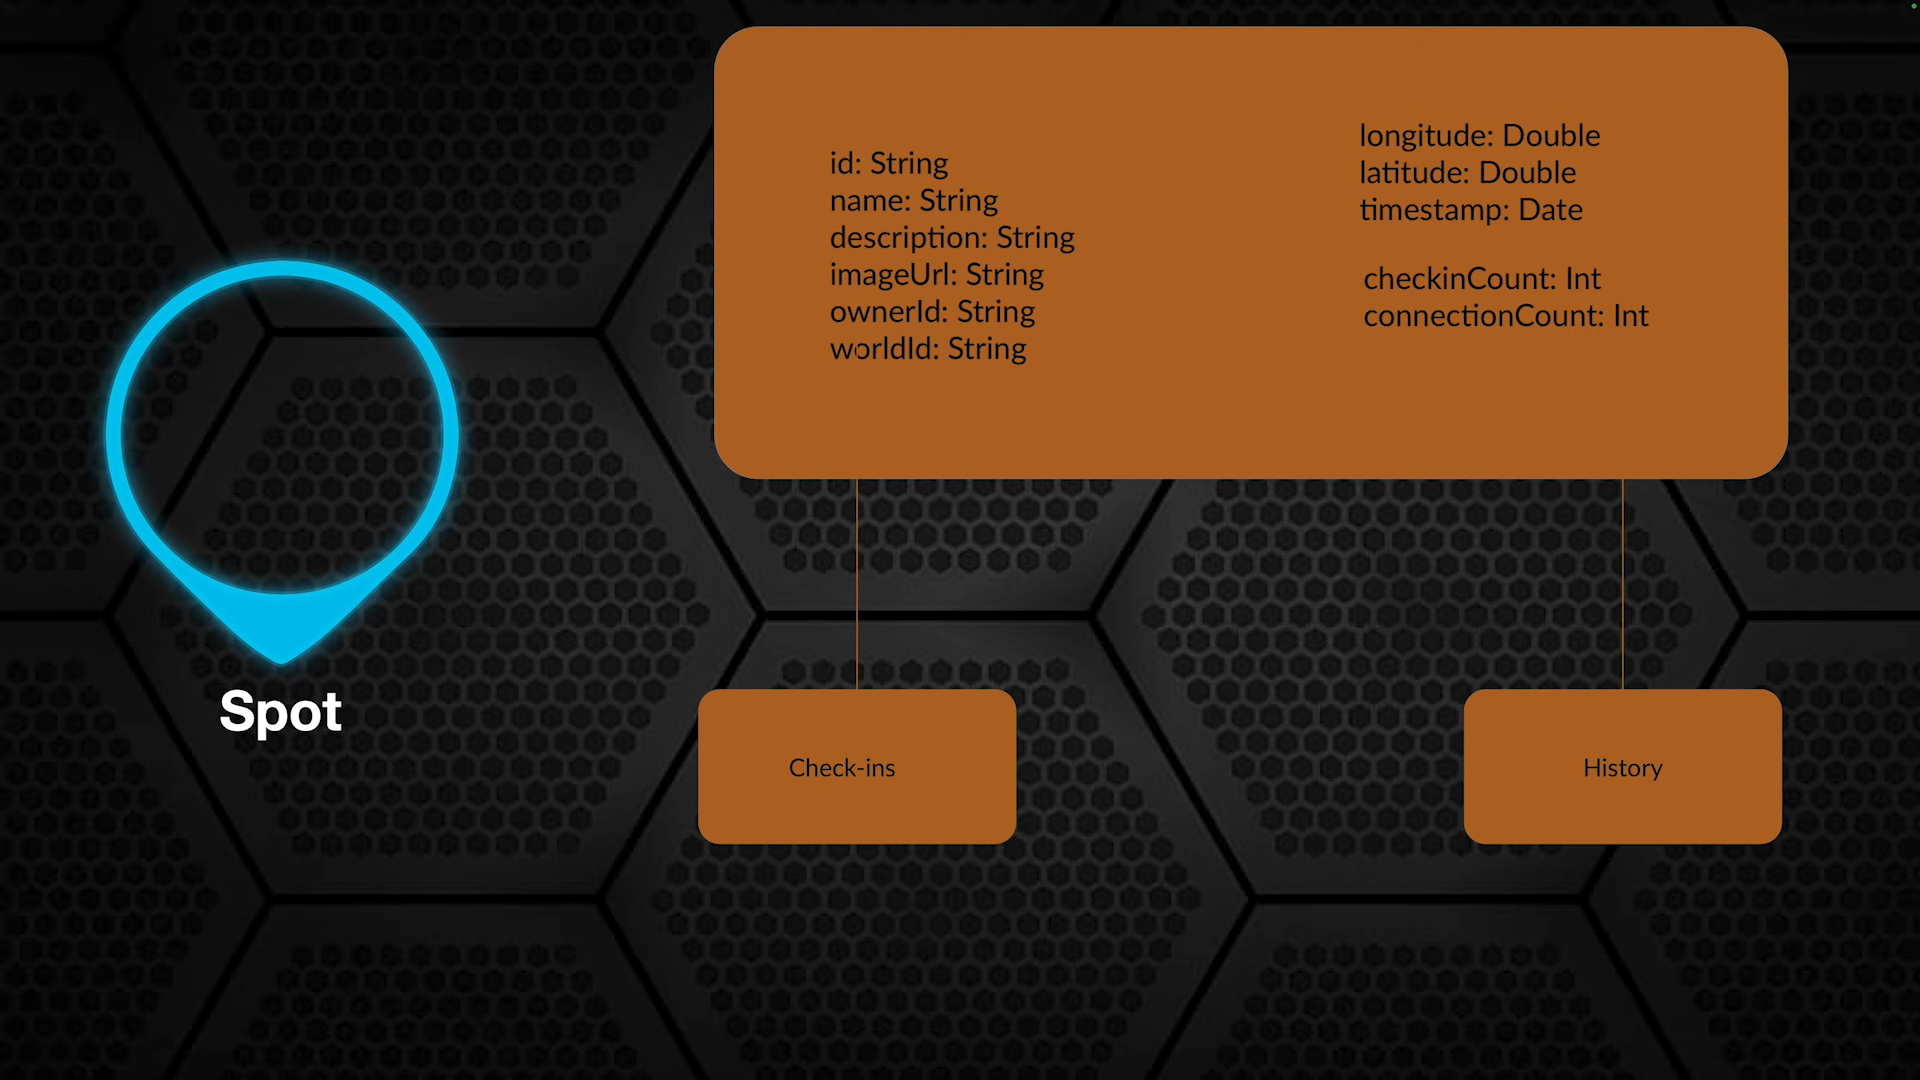 id: String
name: String
description: String
imageUrl: String
ownerId: String
worldId: String
longitude: Double
latitude: Double
timestamp: Date
checkinCount: Int
connectionCount: Int
Spot
Check-ins
History